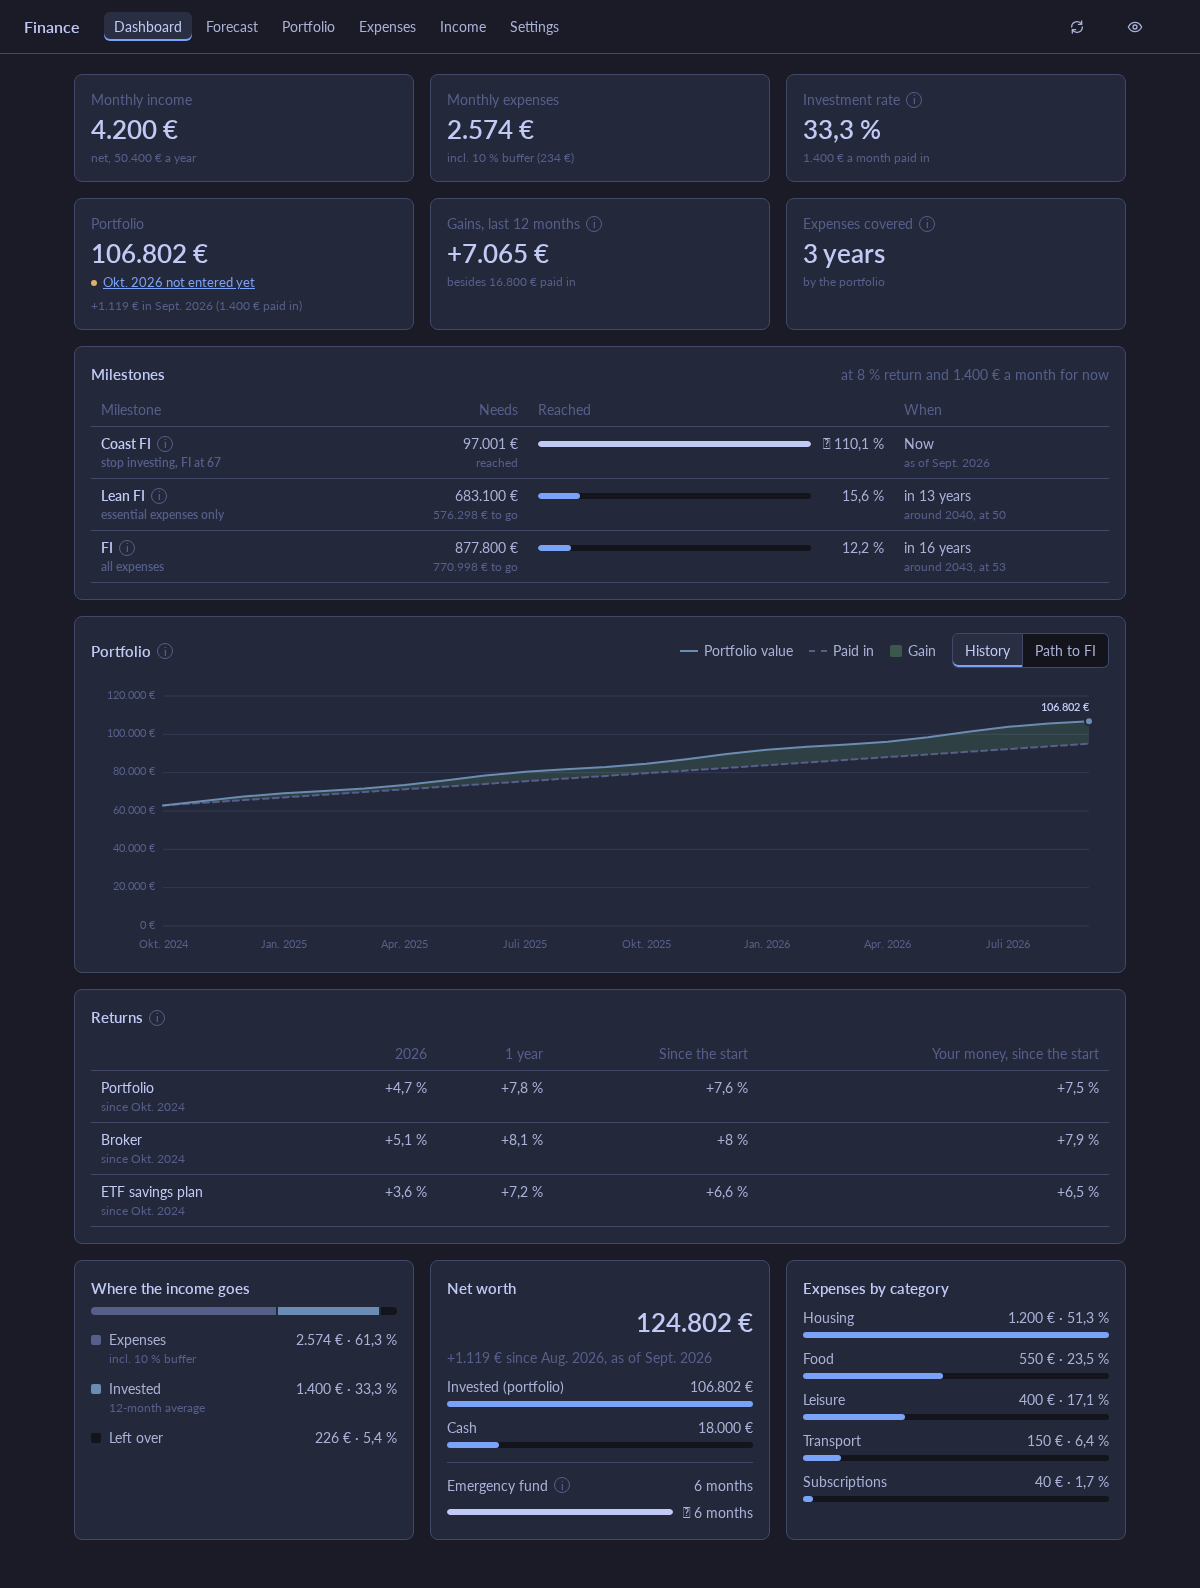 Finance
Dashboard
Forecast
Portfolio
Expenses
Income
Settings
Monthly income
4.200 €
net, 50.400 € a year
Monthly expenses
2.574 €
incl. 10 % buffer (234 €)
Investment rate
33,3 %
1.400 € a month paid in
Portfolio
106.802 €
Okt. 2026 not entered yet
+1.119 € in Sept. 2026 (1.400 € paid in)
Gains, last 12 months
+7.065 €
besides 16.800 € paid in
Expenses covered
3 years
by the portfolio
Milestones
at 8 % return and 1.400 € a month for now
Milestone Needs Reached When
Coast FI 97.001 € 110,1 % Now
stop investing, FI at 67 reached as of Sept. 2026
Lean FI 683.100 € 15,6 % in 13 years
essential expenses only 576.298 € to go around 2040, at 50
FI 877.800 € 12,2 % in 16 years
all expenses 770.998 € to go around 2043, at 53
Portfolio
Portfolio value
Paid in
Gain
History
Path to FI
120.000 €
106.802 €
100.000 €
80.000 €
60.000 €
40.000 €
20.000 €
0 €
Okt. 2024 Jan. 2025 Apr. 2025 Juli 2025 Okt. 2025 Jan. 2026 Apr. 2026 Juli 2026
Returns
2026 1 year Since the start Your money, since the start
Portfolio +4,7 % +7,8 % +7,6 % +7,5 %
since Okt. 2024
Broker +5,1 % +8,1 % +8 % +7,9 %
since Okt. 2024
ETF savings plan +3,6 % +7,2 % +6,6 % +6,5 %
since Okt. 2024
Where the income goes
Expenses 2.574 € · 61,3 %
incl. 10 % buffer
Invested 1.400 € · 33,3 %
12-month average
Left over 226 € · 5,4 %
Net worth
124.802 €
+1.119 € since Aug. 2026, as of Sept. 2026
Invested (portfolio) 106.802 €
Cash 18.000 €
Emergency fund 6 months
6 months
Expenses by category
Housing 1.200 € · 51,3 %
Food 550 € · 23,5 %
Leisure 400 € · 17,1 %
Transport 150 € · 6,4 %
Subscriptions 40 € · 1,7 %